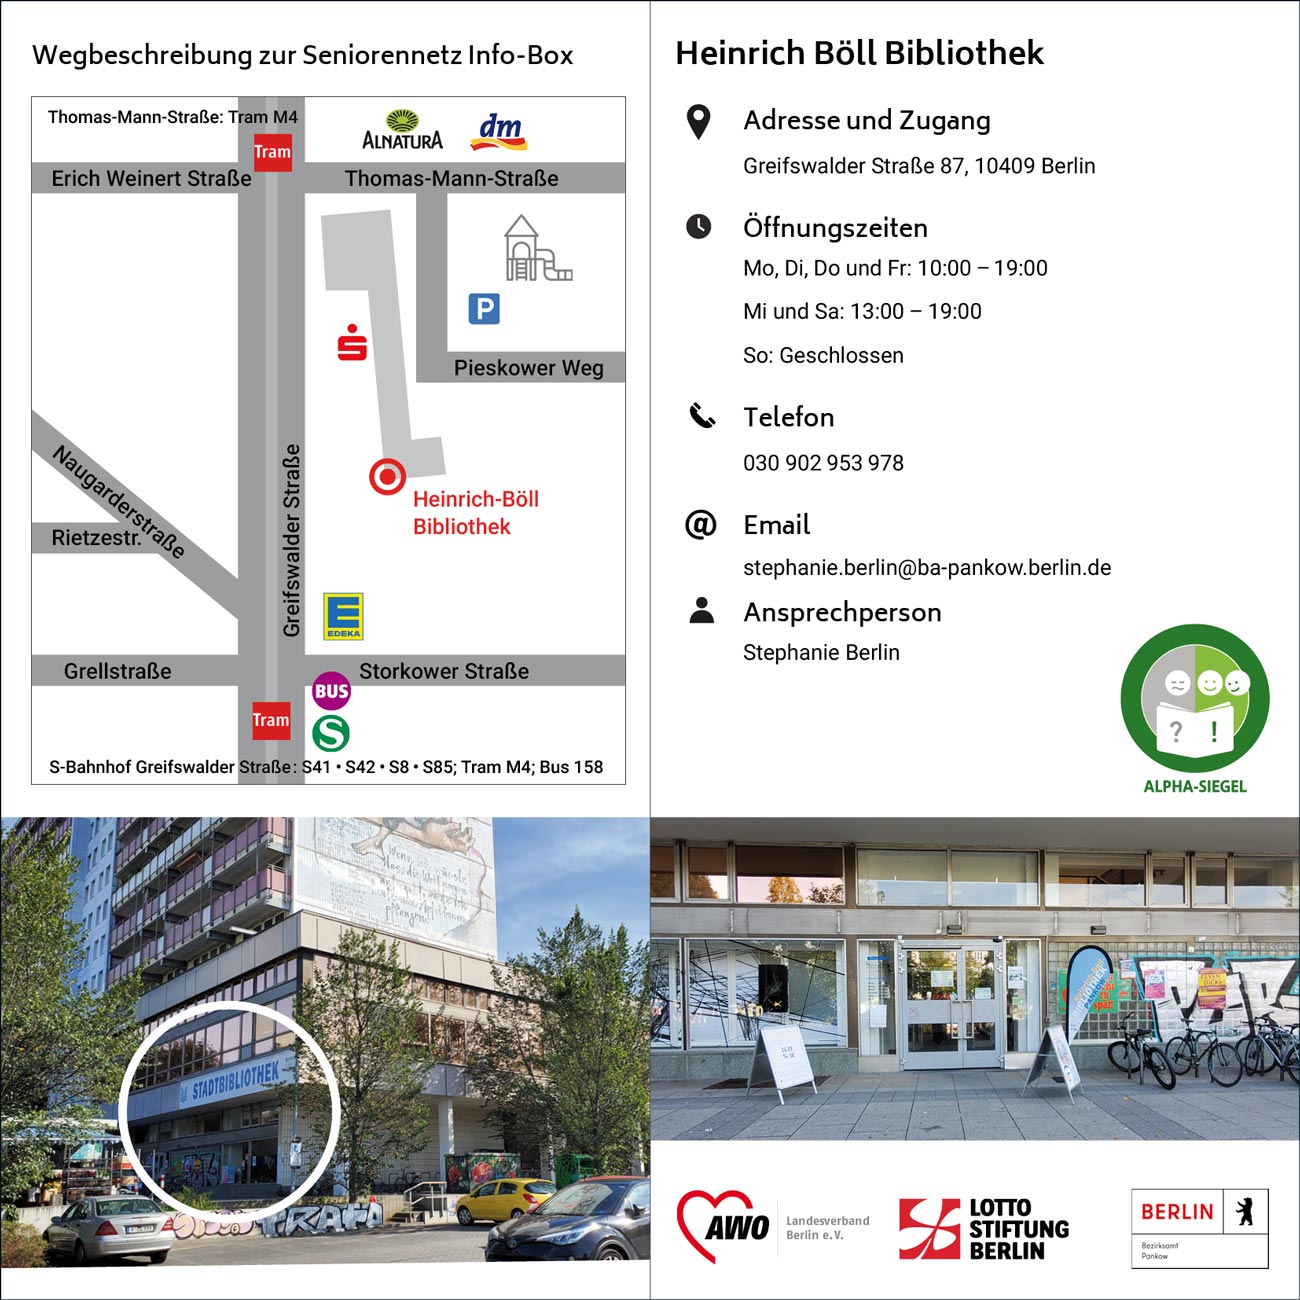 Wegbeschreibung zur Seniorennetz Info-Box
Thomas-Mann-Straße: Tram M4
Tram
ALNATURA
dm
Erich Weinert Straße
Thomas-Mann-Straße
P
Pieskower Weg
Naugarderstraße
Rietzestr.
Greifswalder Straße
Heinrich-Böll
Bibliothek
E
EDEKA
Grellstraße
Storkower Straße
BUS
Tram
S
S-Bahnhof Greifswalder Straße: S41 • S42 • S8 • S85; Tram M4; Bus 158
Heinrich Böll Bibliothek
Adresse und Zugang
Greifswalder Straße 87, 10409 Berlin
Öffnungszeiten
Mo, Di, Do und Fr: 10:00 – 19:00
Mi und Sa: 13:00 – 19:00
So: Geschlossen
Telefon
030 902 953 978
@ Email
stephanie.berlin@ba-pankow.berlin.de
Ansprechperson
Stephanie Berlin
? !
ALPHA-SIEGEL
STADTBIBLIOTHEK
BIBLIOTHEK
AWO
Landesverband
Berlin e.V.
LOTTO
STIFTUNG
BERLIN
BERLIN
Bezirksamt
Pankow